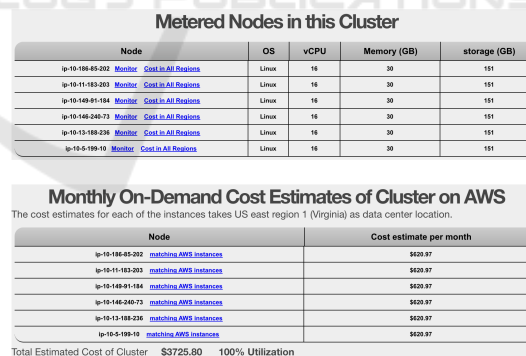 Metered Nodes in this Cluster
Node OS vCPU Memory (GB) storage (GB)
ip-10-186-85-202 Monitor Cost in All Regions Linux 16 30 151
ip-10-11-183-203 Monitor Cost in All Regions Linux 16 30 151
ip-10-149-91-184 Monitor Cost in All Regions Linux 16 30 151
ip-10-146-240-73 Monitor Cost in All Regions Linux 16 30 151
ip-10-13-188-236 Monitor Cost in All Regions Linux 16 30 151
ip-10-5-199-10 Monitor Cost in All Regions Linux 16 30 151
Monthly On-Demand Cost Estimates of Cluster on AWS
The cost estimates for each of the instances takes US east region 1 (Virginia) as data center location.
Node Cost estimate per month
ip-10-186-85-202 matching AWS instances $620.97
ip-10-11-183-203 matching AWS instances $620.97
ip-10-149-91-184 matching AWS instances $620.97
ip-10-146-240-73 matching AWS instances $620.97
ip-10-13-188-236 matching AWS instances $620.97
ip-10-5-199-10 matching AWS instances $620.97
Total Estimated Cost of Cluster $3725.80 100% Utilization